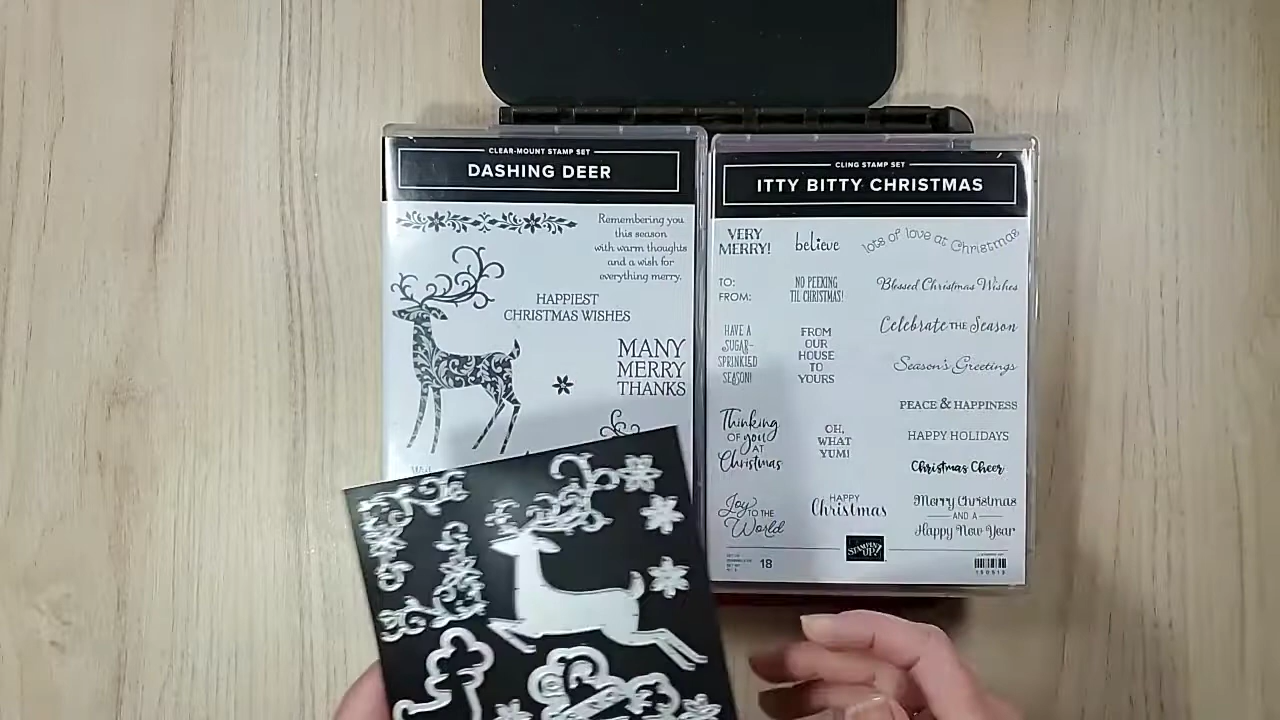 CLEAR-MOUNT STAMP SET
DASHING DEER
Remembering you
this season
with warm thoughts
and a wish for
everything merry.
HAPPIEST
CHRISTMAS WISHES
MANY
MERRY
THANKS
CLING STAMP SET
ITTY BITTY CHRISTMAS
VERY
MERRY!
believe
lots of love at Christmas
TO:
FROM:
NO PEEKING
'TIL CHRISTMAS!
Blessed Christmas Wishes
HAVE A
SUGAR-
SPRINKLED
SEASON!
FROM
OUR
HOUSE
TO
YOURS
Celebrate THE Season
Season's Greetings
PEACE & HAPPINESS
Thinking
OF you AT
Christmas
OH,
WHAT
YUM!
HAPPY HOLIDAYS
Christmas Cheer
Joy TO THE
World
HAPPY
Christmas
Merry Christmas
AND A
Happy New Year
STAMPIN' UP!
18